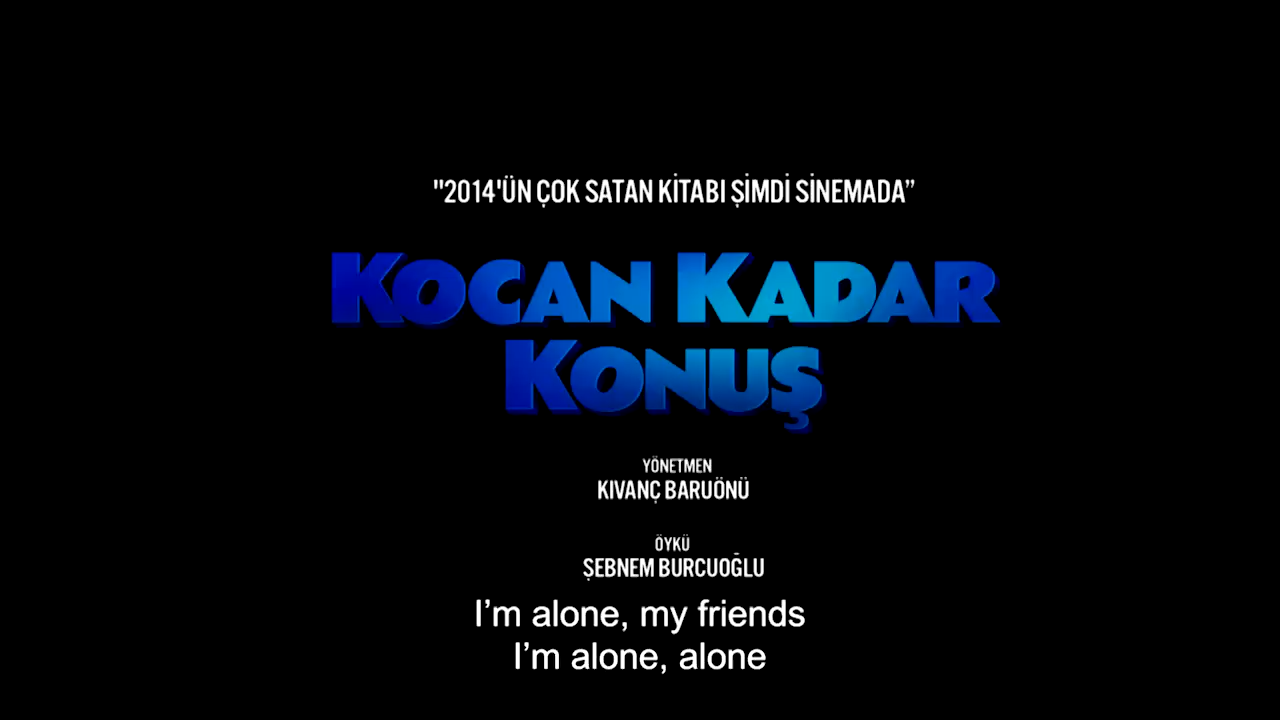 "2014'ÜN ÇOK SATAN KİTABI ŞİMDİ SİNEMADA”
KOCAN KADAR
KONUŞ
YÖNETMEN
KIVANÇ BARUÖNÜ
ÖYKÜ
ŞEBNEM BURCUOĞLU
I’m alone, my friends
I’m alone, alone